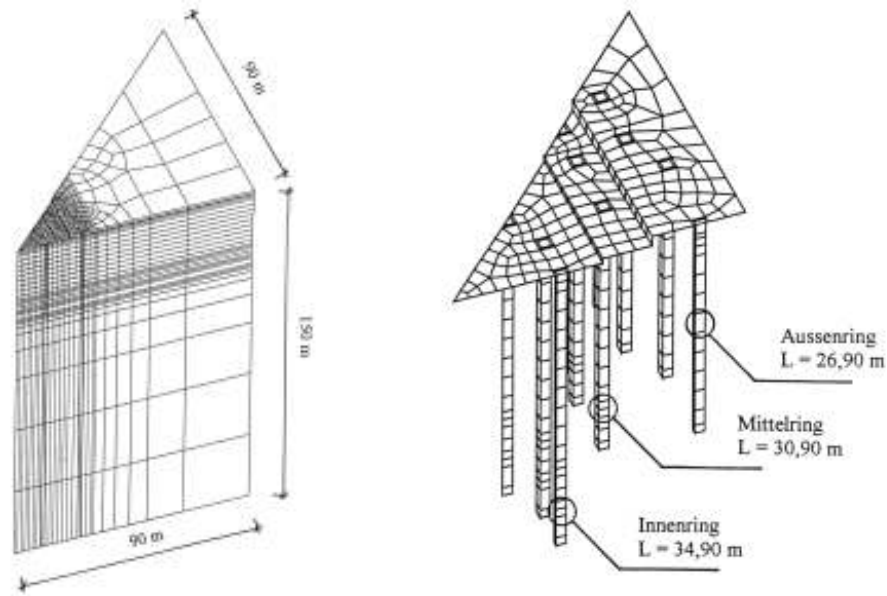 90 m
150 m
90 m
Aussenring
L = 26,90 m
Mittelring
L = 30,90 m
Innenring
L = 34,90 m